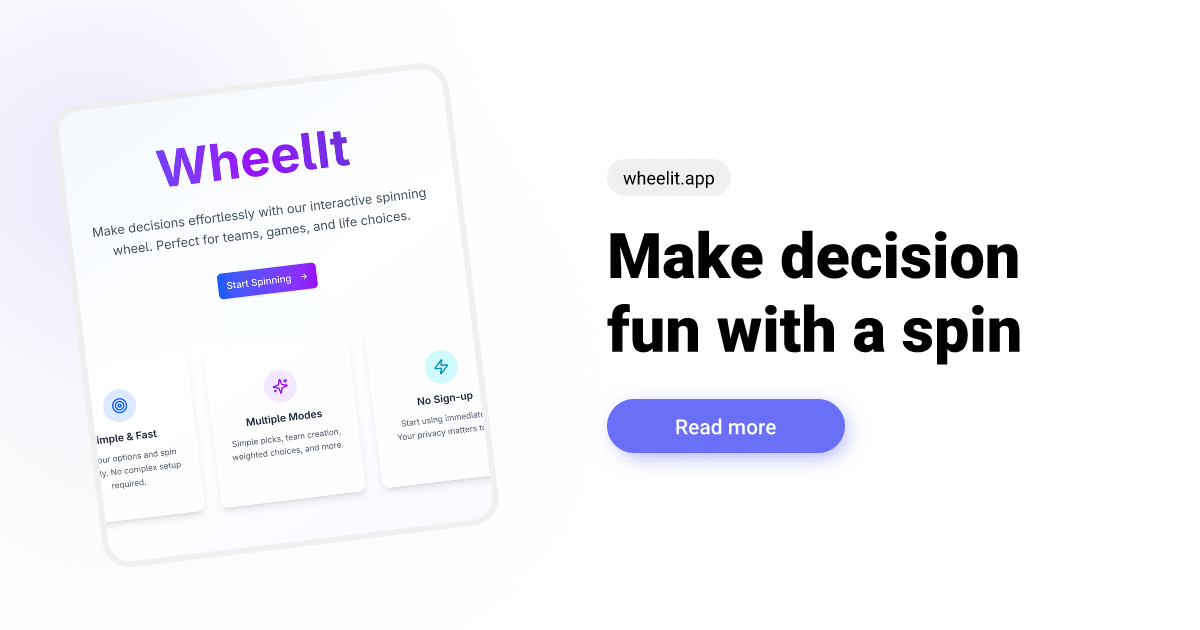 WheelIt
Make decisions effortlessly with our interactive spinning
wheel. Perfect for teams, games, and life choices.
Start Spinning →
imple & Fast
our options and spin
ly. No complex setup
required.
Multiple Modes
Simple picks, team creation,
weighted choices, and more.
No Sign-up
Start using immediate
Your privacy matters to
wheelit.app
Make decision
fun with a spin
Read more